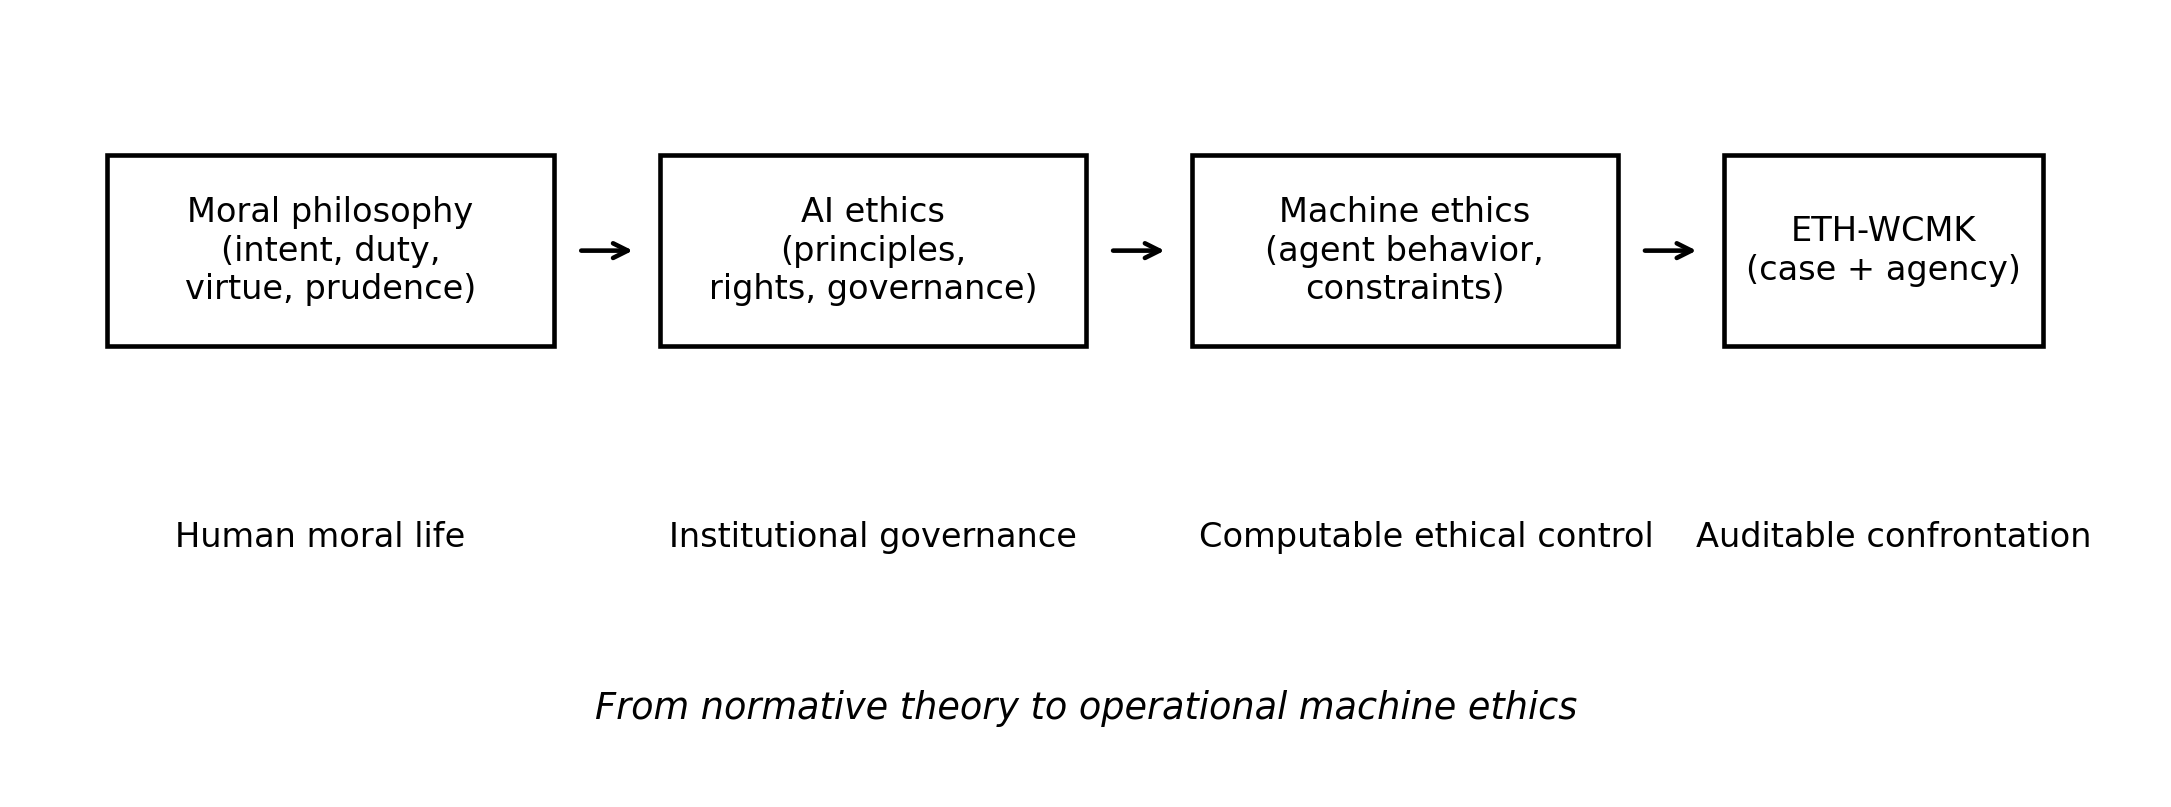 Moral philosophy
(intent, duty,
virtue, prudence)
AI ethics
(principles,
rights, governance)
Machine ethics
(agent behavior,
constraints)
ETH-WCMK
(case + agency)
Human moral life
Institutional governance
Computable ethical control
Auditable confrontation
From normative theory to operational machine ethics